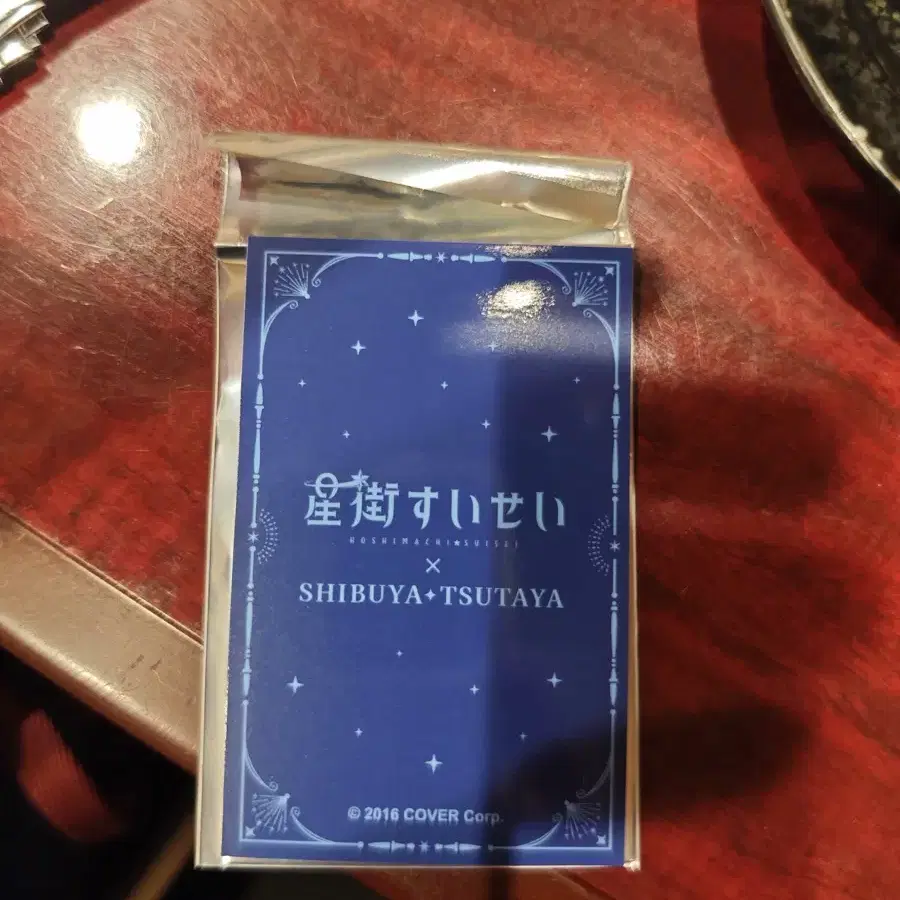 星街すいせい
HOSHIMACHI★SUISEI
×
SHIBUYA✦TSUTAYA
© 2016 COVER Corp.